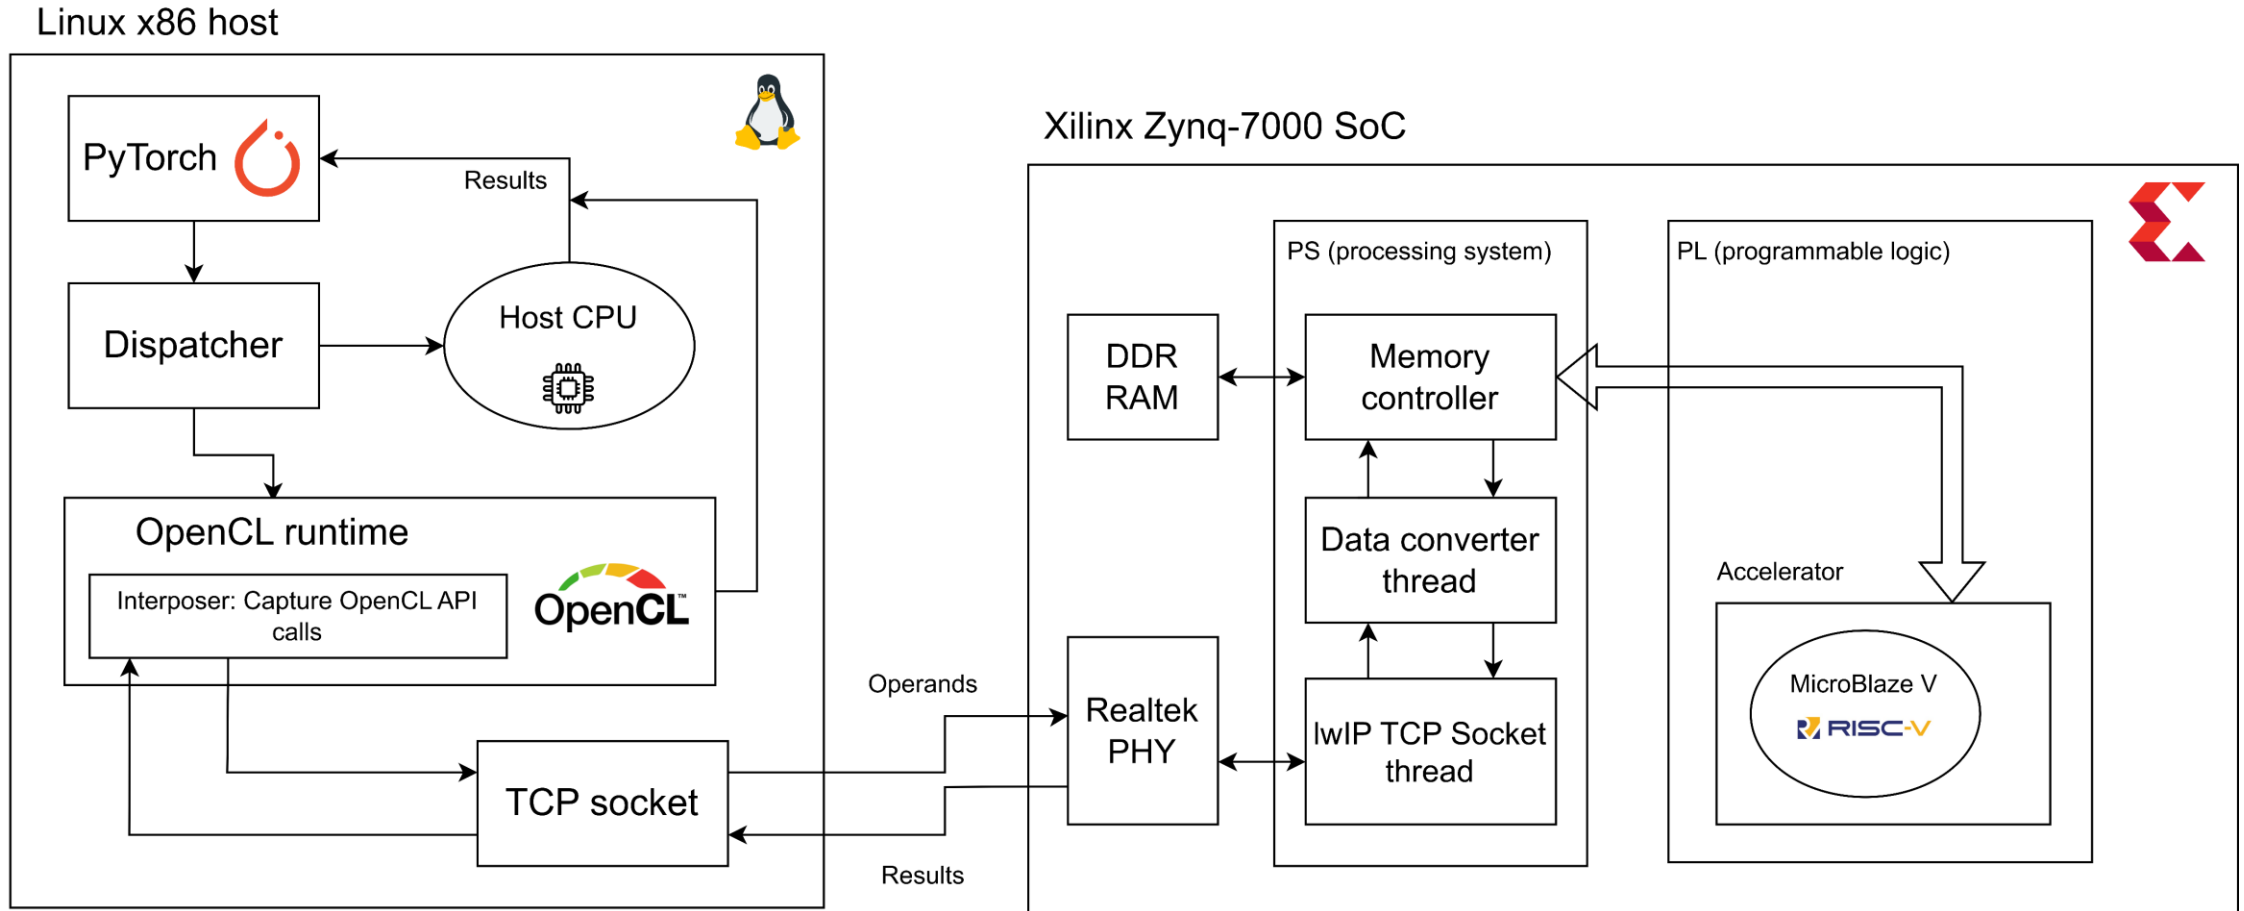 Linux x86 host
PyTorch
Results
Dispatcher
Host CPU
OpenCL runtime
Interposer: Capture OpenCL API
calls
OpenCL™
TCP socket
Operands
Results
Xilinx Zynq-7000 SoC
PS (processing system)
PL (programmable logic)
DDR
RAM
Memory
controller
Data converter
thread
Accelerator
Realtek
PHY
lwIP TCP Socket
thread
MicroBlaze V
RISC-V